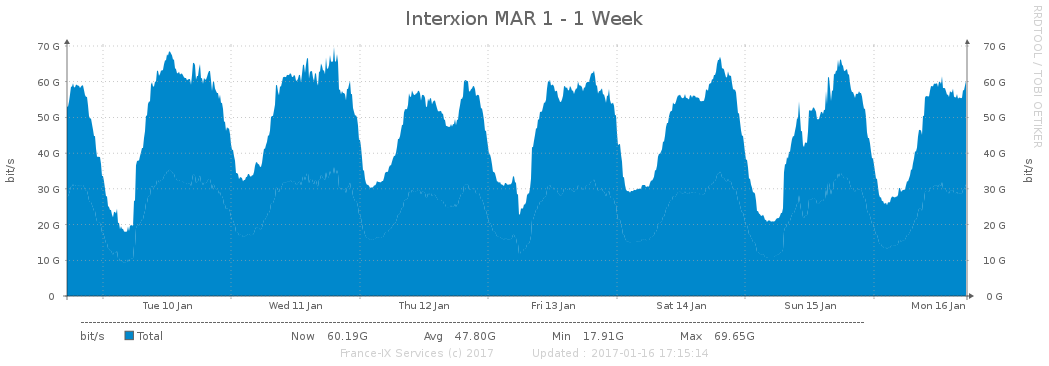 Interxion MAR 1 - 1 Week
RRDTOOL / TOBI OETIKER
70 G 70 G
60 G 60 G
50 G 50 G
40 G 40 G
30 G 30 G
20 G 20 G
10 G 10 G
0 0 G
bit/s bit/s
Tue 10 Jan Wed 11 Jan Thu 12 Jan Fri 13 Jan Sat 14 Jan Sun 15 Jan Mon 16 Jan
bit/s Total Now 60.19G Avg 47.80G Min 17.91G Max 69.65G
France-IX Services (c) 2017 Updated : 2017-01-16 17:15:14